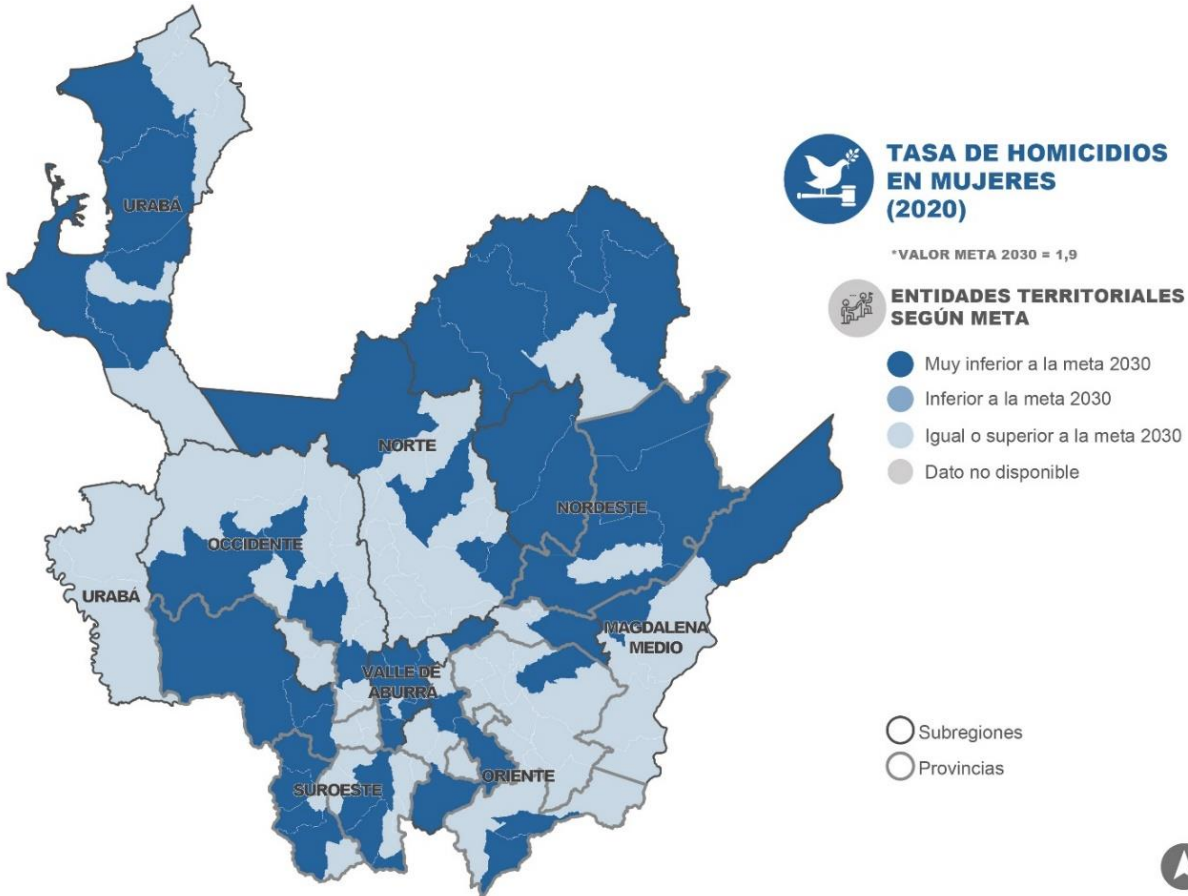 TASA DE HOMICIDIOS
EN MUJERES
(2020)
*VALOR META 2030 = 1,9
ENTIDADES TERRITORIALES
SEGÚN META
Muy inferior a la meta 2030
Inferior a la meta 2030
Igual o superior a la meta 2030
Dato no disponible
Subregiones
Provincias
URABÁ
NORTE
NORDESTE
OCCIDENTE
URABÁ
MAGDALENA
MEDIO
VALLE DE
ABURRÁ
ORIENTE
SUROESTE